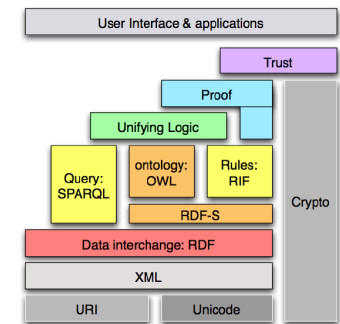 User Interface & applications
Trust
Proof
Unifying Logic
Query:
SPARQL
ontology:
OWL
Rules:
RIF
Crypto
RDF-S
Data interchange: RDF
XML
URI
Unicode